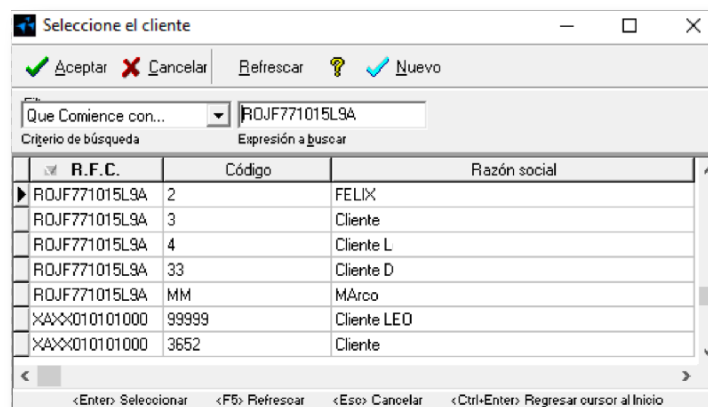 Seleccione el cliente
Aceptar Cancelar Refrescar Nuevo
Que Comience con... ROJF771015L9A
Criterio de búsqueda Expresión a buscar
R.F.C. Código Razón social
ROJF771015L9A 2 FELIX
ROJF771015L9A 3 Cliente
ROJF771015L9A 4 Cliente L
ROJF771015L9A 33 Cliente D
ROJF771015L9A MM MArco
XAXX010101000 99999 Cliente LEO
XAXX010101000 3652 Cliente
<Enter> Seleccionar <F5> Refrescar <Esc> Cancelar <Ctrl+Enter> Regresar cursor al Inicio